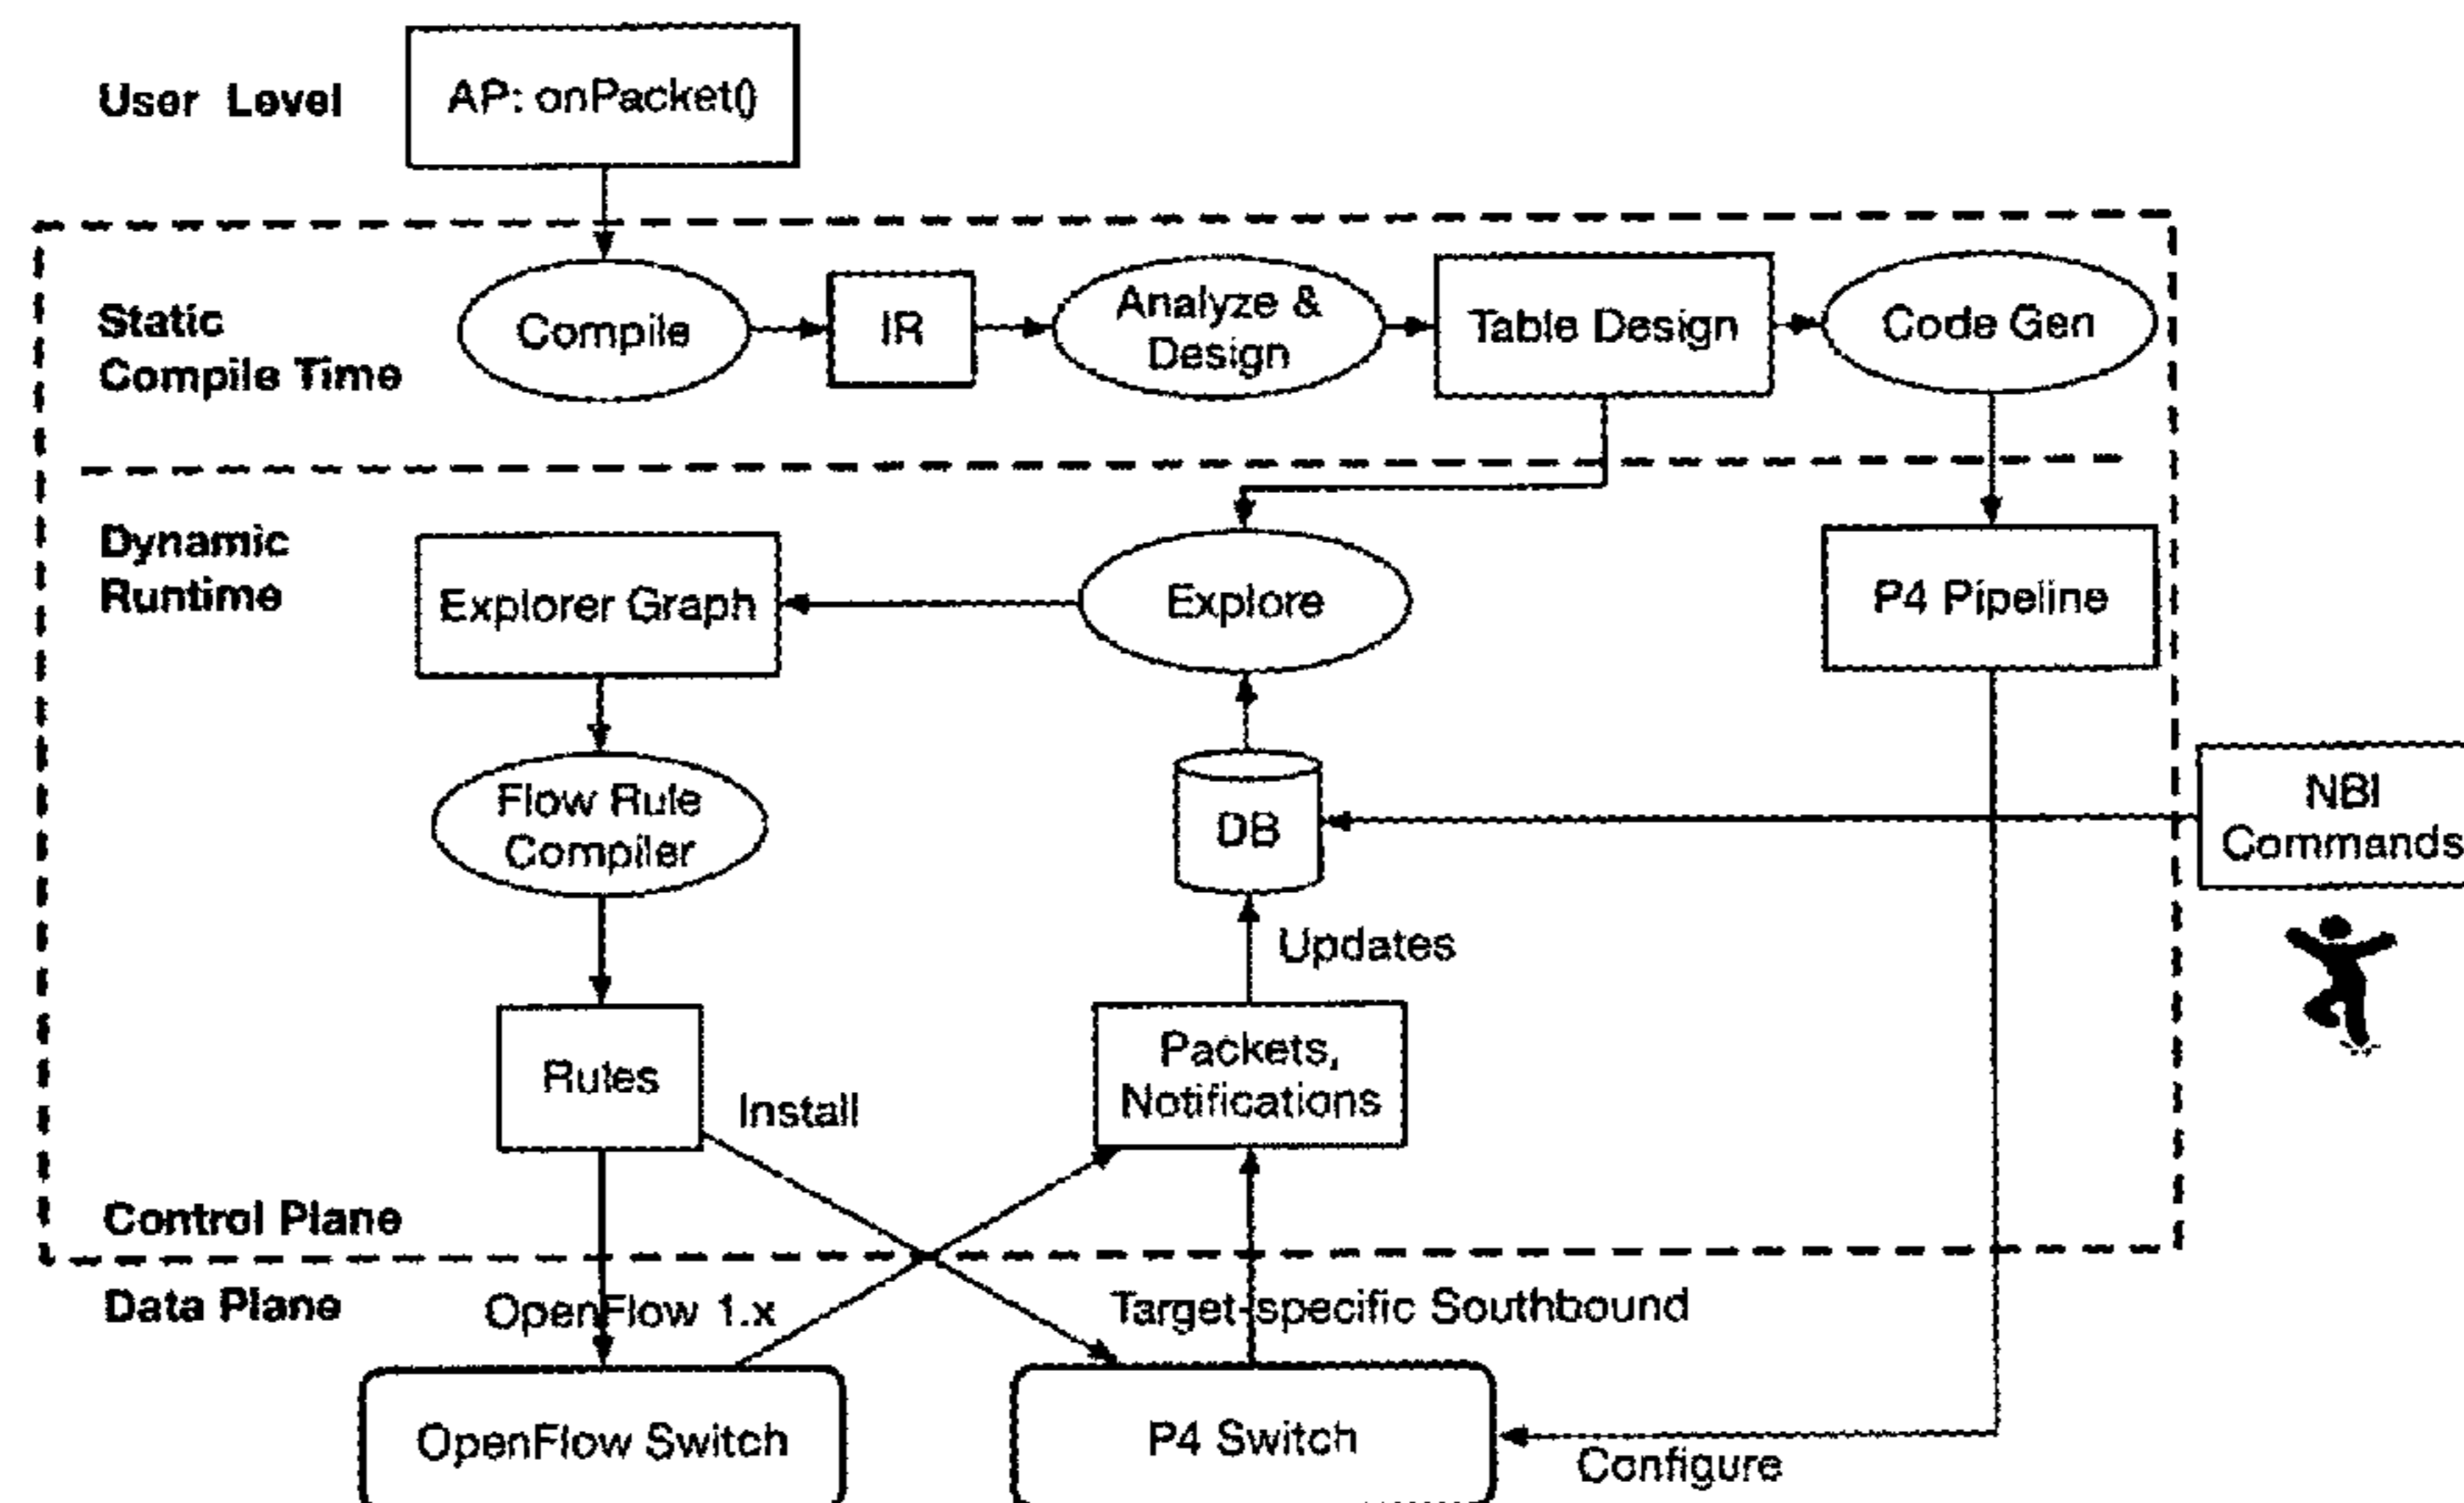 User Level
AP: onPacket()
Static
Compile Time
Compile
IR
Analyze &
Design
Table Design
Code Gen
Dynamic
Runtime
Explorer Graph
Explore
P4 Pipeline
Flow Rule
Compiler
DB
NBI
Commands
Updates
Rules
Install
Packets,
Notifications
Control Plane
Data Plane
OpenFlow 1.x
Target-specific Southbound
OpenFlow Switch
P4 Switch
Configure